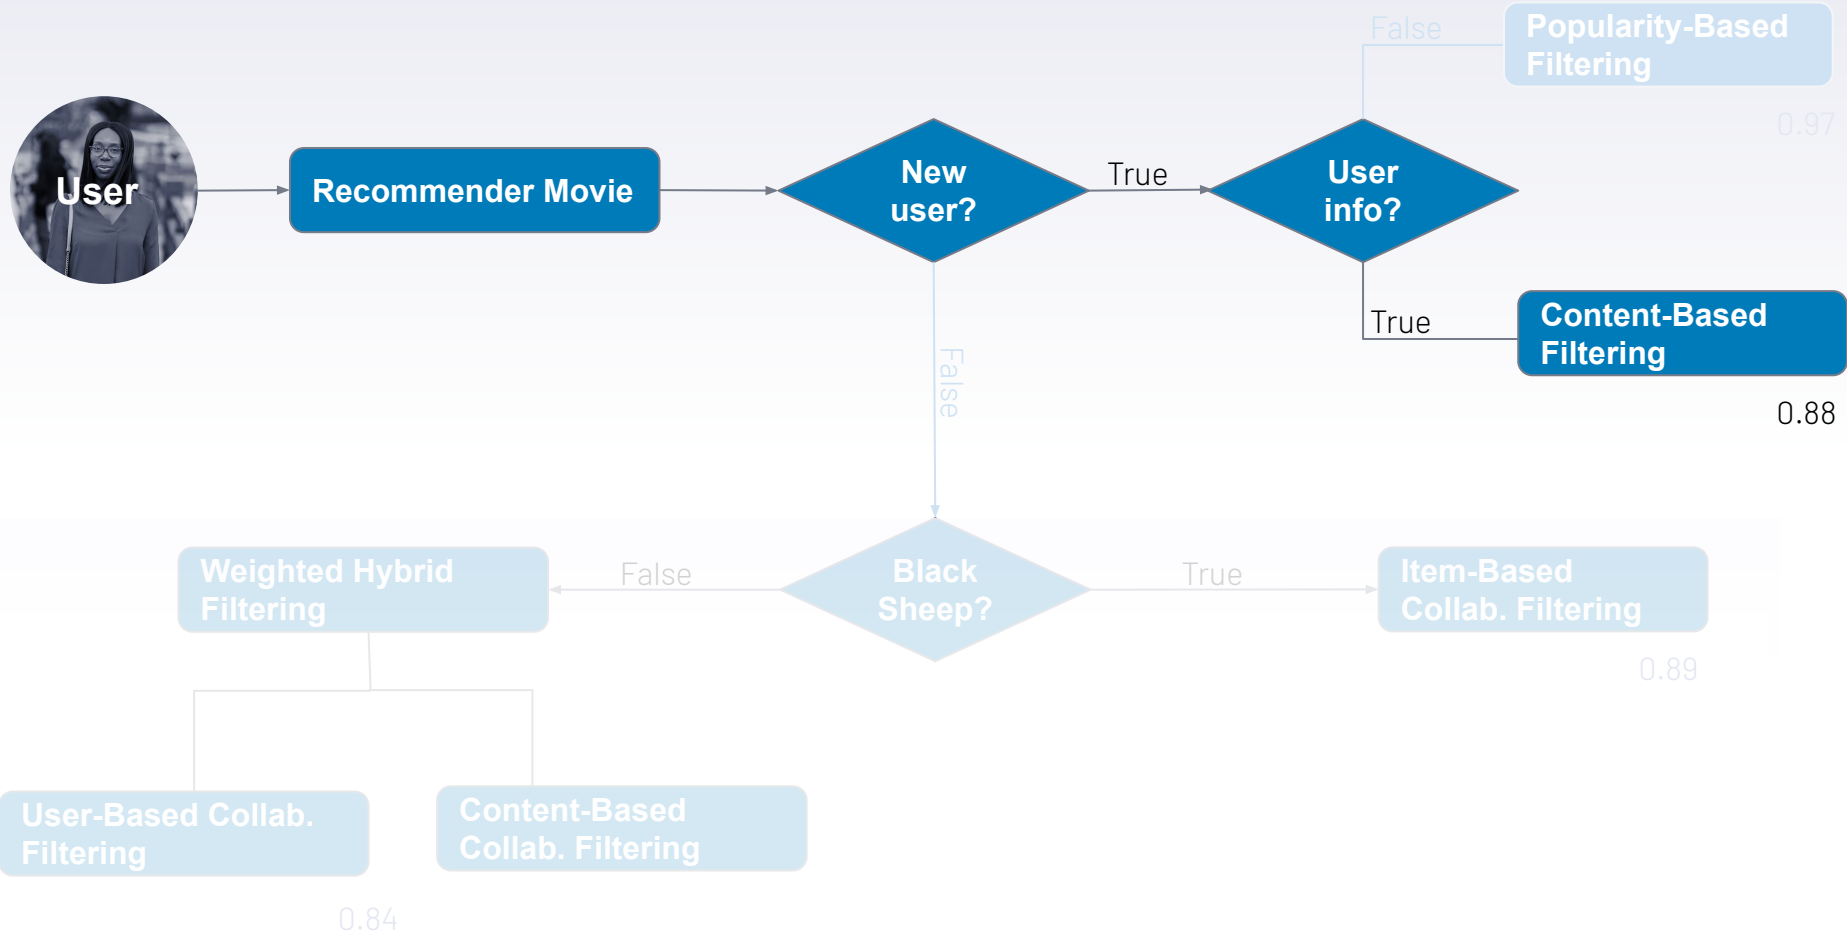 False
Popularity-Based
Filtering
0.97
User
Recommender Movie
New
user?
True
User
info?
True
Content-Based
Filtering
0.88
False
Weighted Hybrid
Filtering
False
Black
Sheep?
True
Item-Based
Collab. Filtering
0.89
User-Based Collab.
Filtering
Content-Based
Collab. Filtering
0.84